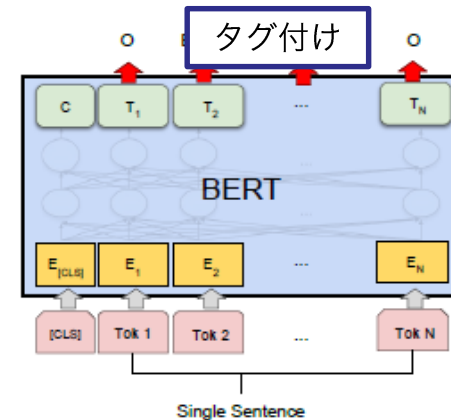 O タグ付け O
C T1 T2 ... TN
...
BERT
...
E[CLS] E1 E2 ... EN
[CLS] Tok 1 Tok 2 ... Tok N
Single Sentence